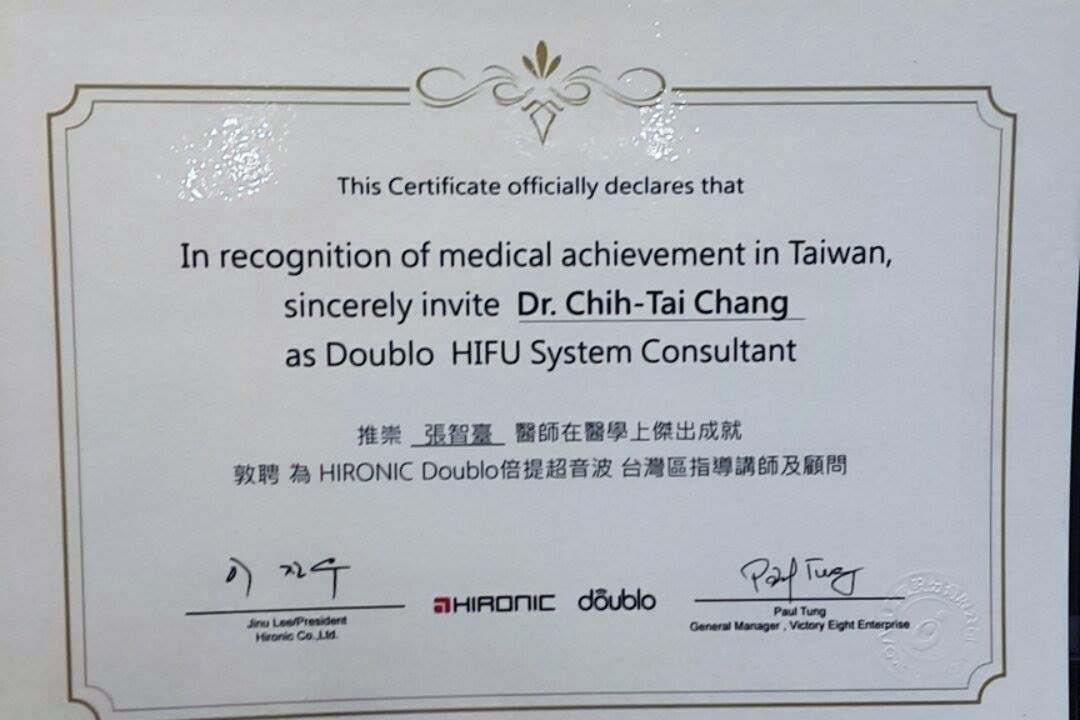 This Certificate officially declares that
In recognition of medical achievement in Taiwan,
sincerely invite Dr. Chih-Tai Chang
as Doublo HIFU System Consultant
推崇 張智臺 醫師在醫學上傑出成就
敦聘 為 HIRONIC Doublo倍提超音波 台灣區指導講師及顧問
이 진우
Paul Tung
HIRONIC doublo
Jinu Lee/President
Hironic Co.,Ltd.
Paul Tung
General Manager , Victory Eight Enterprise